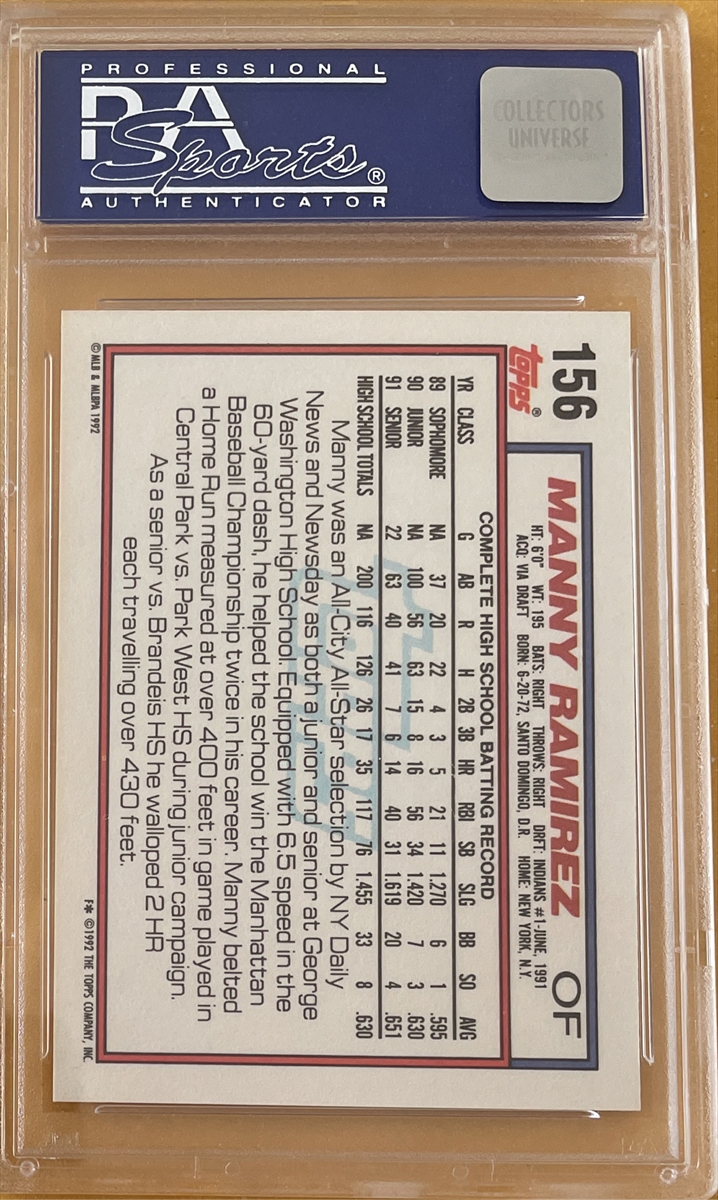 PROFESSIONAL
PSA
Sports®
AUTHENTICATOR
COLLECTORS
UNIVERSE
156
Topps®
MANNY RAMIREZ OF
HT: 6'0" WT: 195 BATS: RIGHT THROWS: RIGHT DRFT: INDIANS #1-JUNE, 1991
ACQ: VIA DRAFT BORN: 6-20-72, SANTO DOMINGO, D.R. HOME: NEW YORK, N.Y.
COMPLETE HIGH SCHOOL BATTING RECORD
YR CLASS G AB R H 2B 3B HR RBI SB SLG BB SO AVG
89 SOPHOMORE NA 37 20 22 4 3 5 21 11 1.270 6 1 .595
90 JUNIOR NA 100 56 63 15 8 16 56 34 1.420 7 3 .630
91 SENIOR 22 63 40 41 7 6 14 40 31 1.619 20 4 .651
HIGH SCHOOL TOTALS NA 200 116 126 26 17 35 117 76 1.455 33 8 .630
Manny was an All-City All-Star selection by NY Daily
News and Newsday as both a junior and senior at George
Washington High School. Equipped with 6.5 speed in the
60-yard dash, he helped the school win the Manhattan
Baseball Championship twice in his career. Manny belted
a Home Run measured at over 400 feet in game played in
Central Park vs. Park West HS during junior campaign.
As a senior vs. Brandeis HS he walloped 2 HR
each travelling over 430 feet.
© MLB & MLBPA 1992
F* © 1992 THE TOPPS COMPANY, INC.